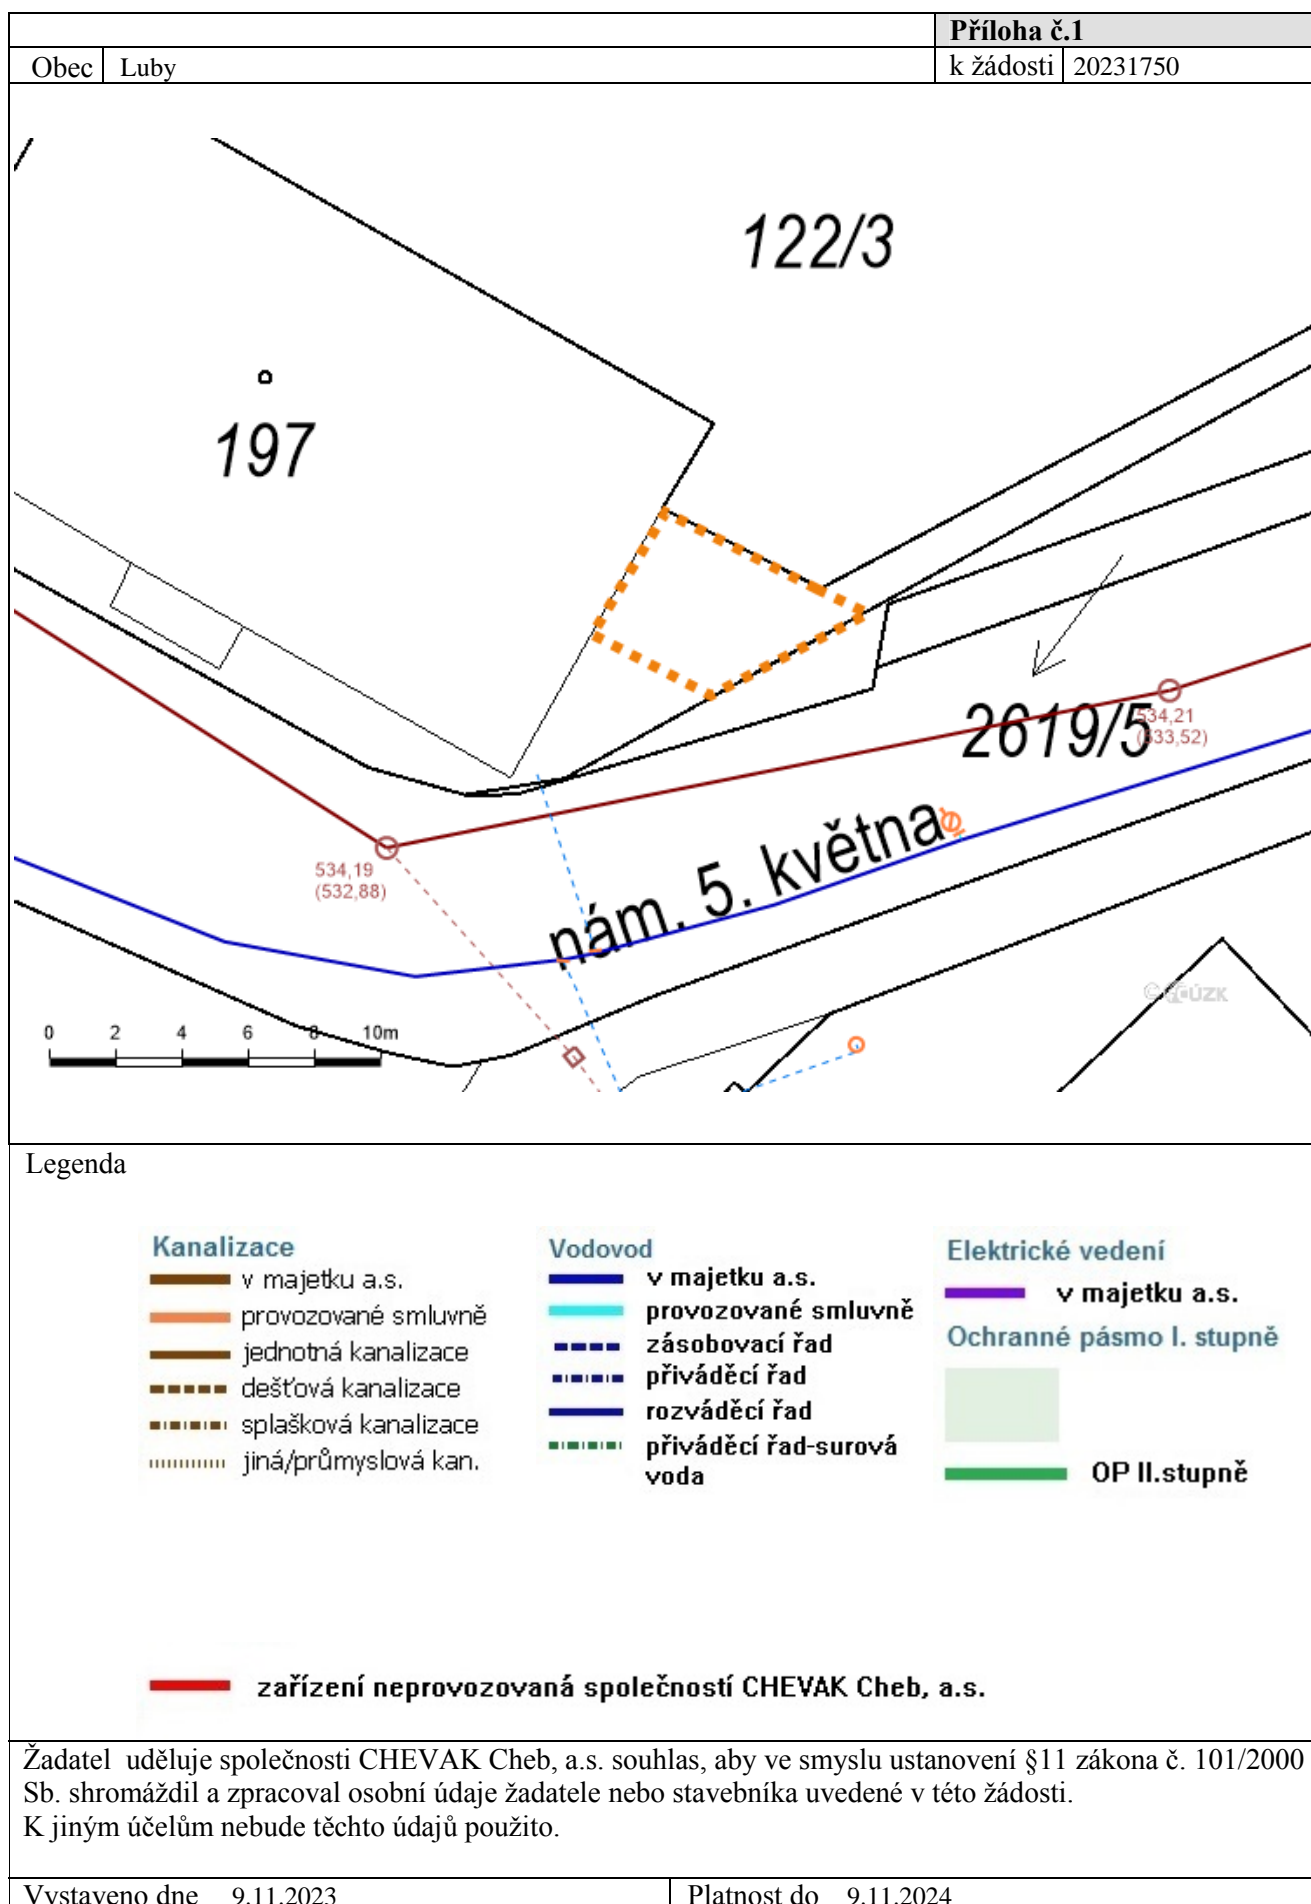 Příloha č.1
Obec Luby k žádosti 20231750
122/3
197
2619/5
534,21
(533,52)
nám. 5. května
534,19
(532,88)
© ČÚZK
0 2 4 6 8 10m
Legenda
Kanalizace
v majetku a.s.
provozované smluvně
jednotná kanalizace
dešťová kanalizace
splašková kanalizace
jiná/průmyslová kan.
Vodovod
v majetku a.s.
provozované smluvně
zásobovací řad
přiváděcí řad
rozváděcí řad
přiváděcí řad-surová
voda
Elektrické vedení
v majetku a.s.
Ochranné pásmo I. stupně
OP II.stupně
zařízení neprovozovaná společností CHEVAK Cheb, a.s.
Žadatel uděluje společnosti CHEVAK Cheb, a.s. souhlas, aby ve smyslu ustanovení §11 zákona č. 101/2000
Sb. shromáždil a zpracoval osobní údaje žadatele nebo stavebníka uvedené v této žádosti.
K jiným účelům nebude těchto údajů použito.
Vystaveno dne 9.11.2023 Platnost do 9.11.2024